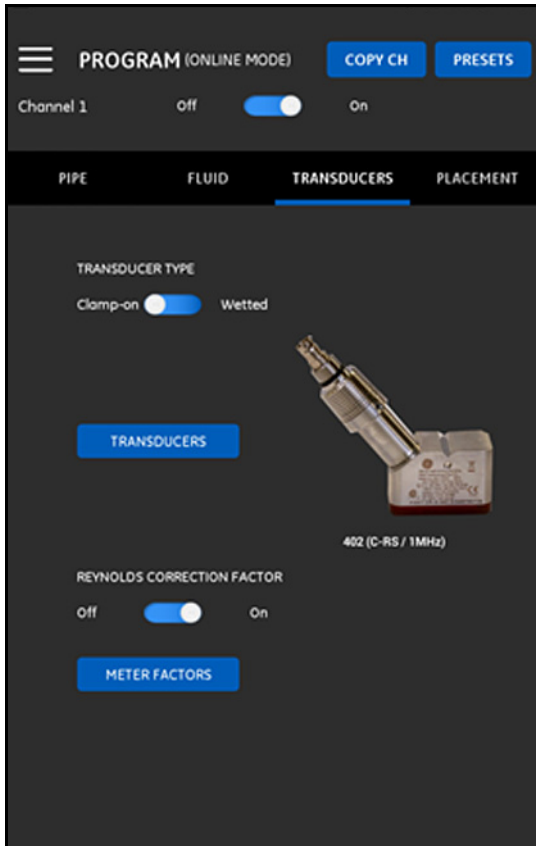 PROGRAM (ONLINE MODE) COPY CH PRESETS
Channel 1 Off On
PIPE FLUID TRANSDUCERS PLACEMENT
TRANSDUCER TYPE
Clamp-on Wetted
TRANSDUCERS
402 (C-RS / 1MHz)
REYNOLDS CORRECTION FACTOR
Off On
METER FACTORS